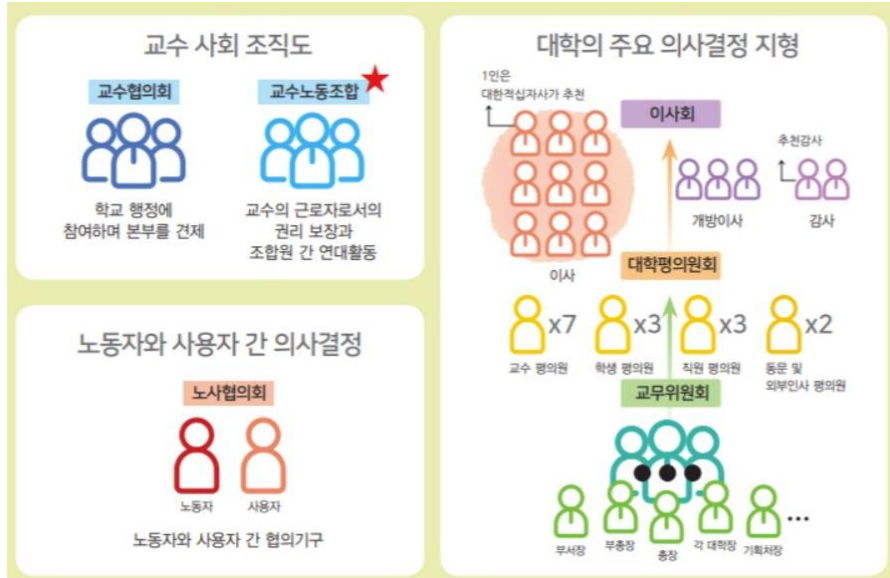 교수 사회 조직도
교수협의회
교수노동조합
학교 행정에
참여하며 본부를 견제
교수의 근로자로서의
권리 보장과
조합원 간 연대활동
노동자와 사용자 간 의사결정
노사협의회
노동자
사용자
노동자와 사용자 간 협의기구
대학의 주요 의사결정 지형
1인은
대한적십자사가 추천
이사회
추천감사
개방이사
감사
이사
대학평의원회
x7
x3
x3
x2
교수 평의원
학생 평의원
직원 평의원
동문 및
외부인사 평의원
교무위원회
부서장
부총장
총장
각 대학장
기획처장
...